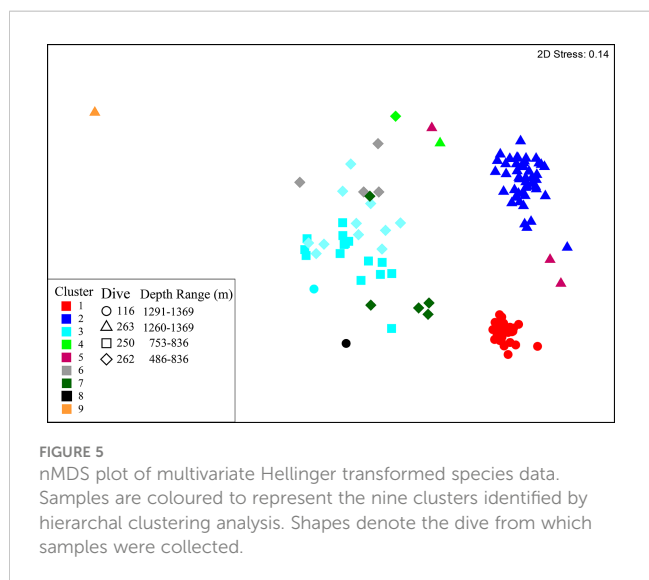 2D Stress: 0.14
Cluster Dive Depth Range (m)
1 116 1291-1369
2 263 1260-1369
3 250 753-836
4 262 486-836
5
6
7
8
9
FIGURE 5
nMDS plot of multivariate Hellinger transformed species data.
Samples are coloured to represent the nine clusters identified by
hierarchal clustering analysis. Shapes denote the dive from which
samples were collected.